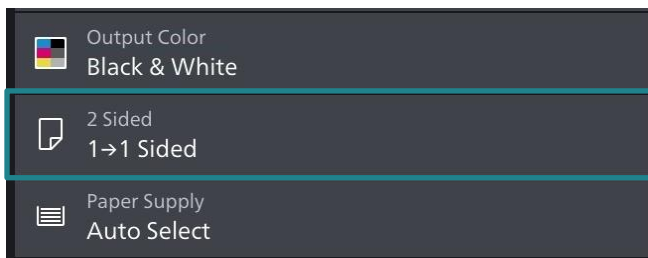 Output Color
Black & White
2 Sided
1→1 Sided
Paper Supply
Auto Select